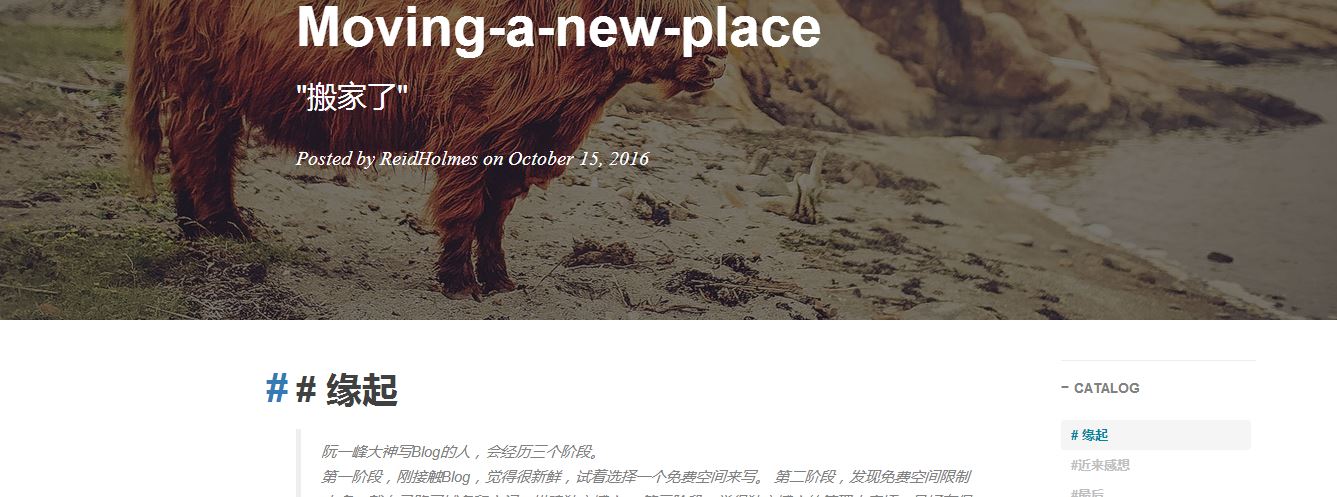 Moving-a-new-place
"搬家了"
Posted by ReidHolmes on October 15, 2016
# # 缘起
阮一峰大神写Blog的人，会经历三个阶段。
第一阶段，刚接触Blog，觉得很新鲜，试着选择一个免费空间来写。 第二阶段，发现免费空间限制
− CATALOG
# 缘起
#近来感想
#最后